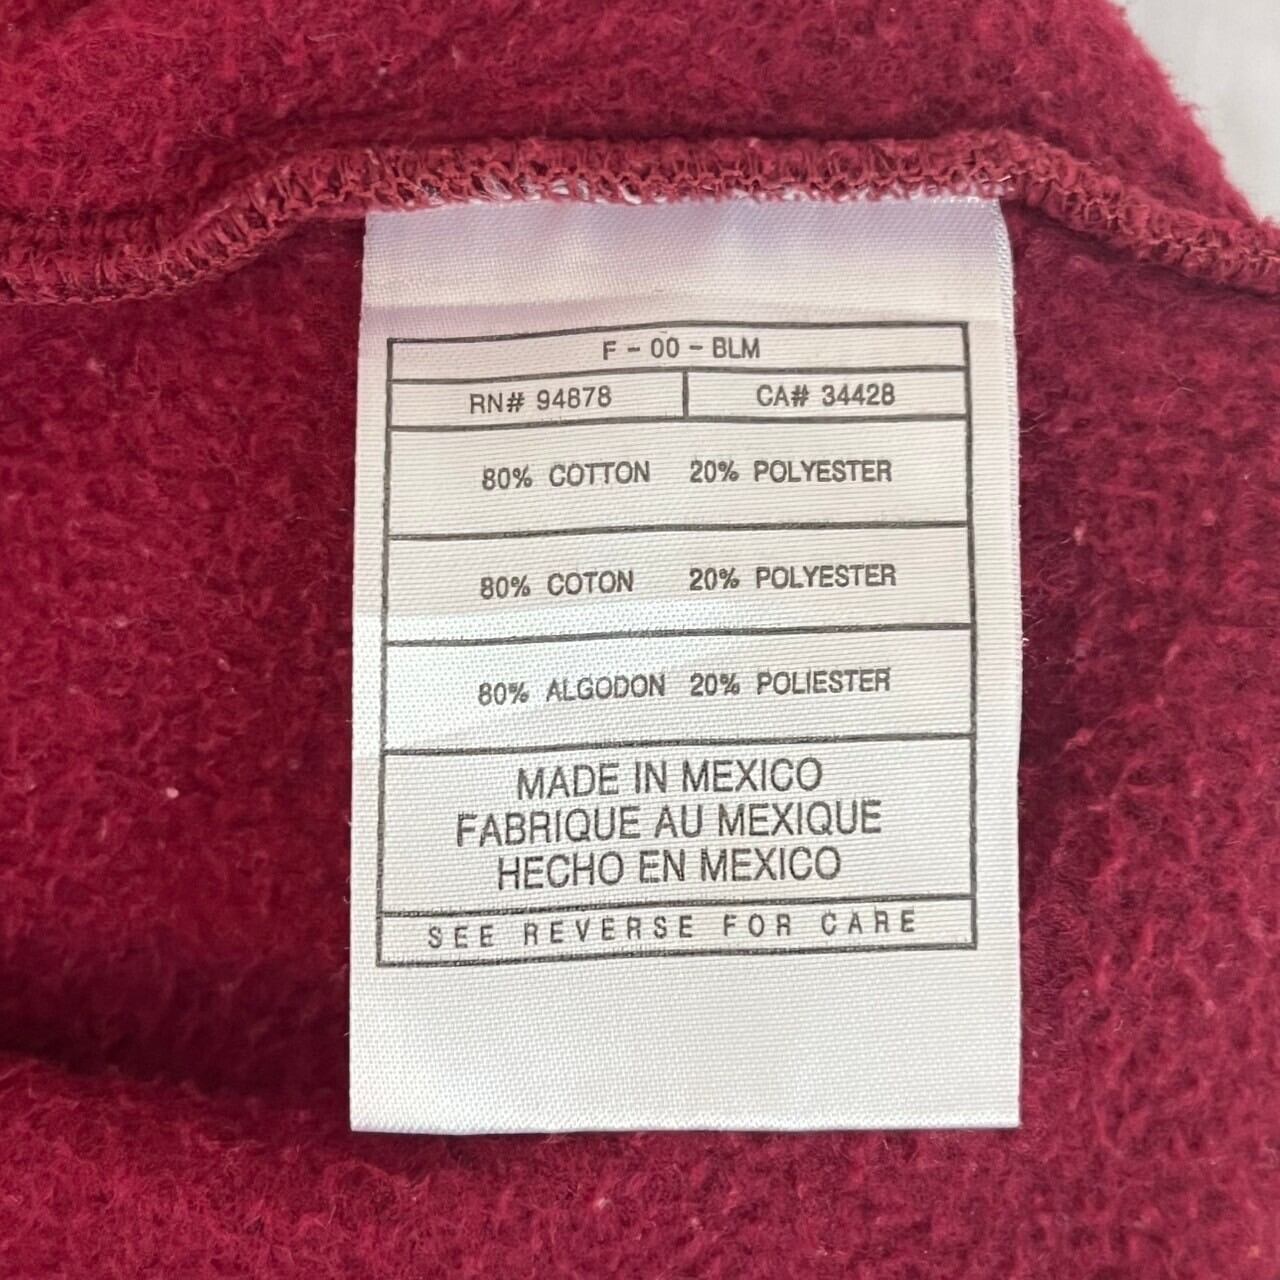 F - 00 - BLM
RN# 94878 CA# 34428
80% COTTON 20% POLYESTER
80% COTON 20% POLYESTER
80% ALGODON 20% POLIESTER
MADE IN MEXICO
FABRIQUE AU MEXIQUE
HECHO EN MEXICO
SEE REVERSE FOR CARE